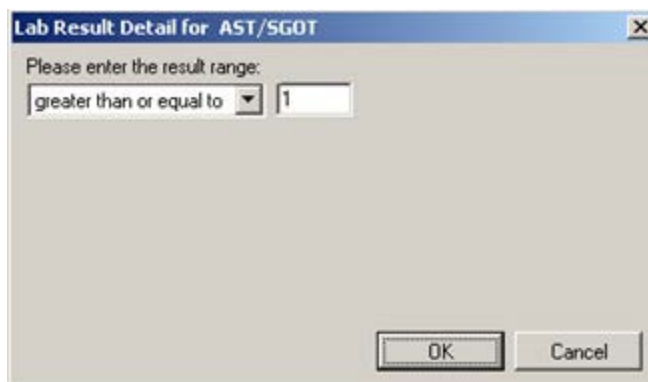 Lab Result Detail for AST/SGOT
Please enter the result range:
greater than or equal to 1
OK Cancel